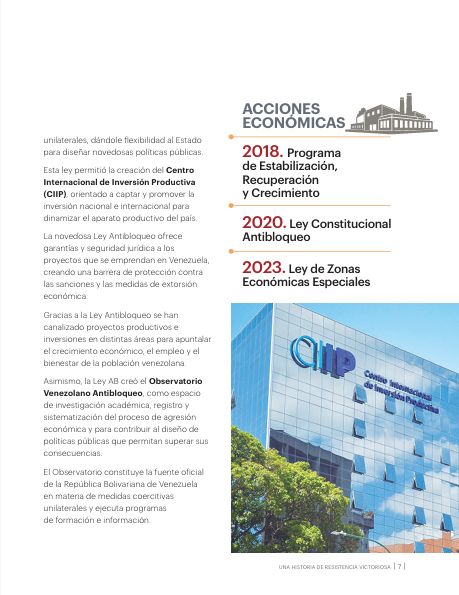 unilaterales, dándole flexibilidad al Estado
para diseñar novedosas políticas públicas.
Esta ley permitió la creación del Centro
Internacional de Inversión Productiva
(CIIP), orientado a captar y promover la
inversión nacional e internacional para
dinamizar el aparato productivo del país.
La novedosa Ley Antibloqueo ofrece
garantías y seguridad jurídica a los
proyectos que se emprendan en Venezuela,
creando una barrera de protección contra
las sanciones y las medidas de extorsión
económica.
Gracias a la Ley Antibloqueo se han
canalizado proyectos productivos e
inversiones en distintas áreas para apuntalar
el crecimiento económico, el empleo y el
bienestar de la población venezolana.
Asimismo, la Ley AB creó el Observatorio
Venezolano Antibloqueo, como espacio
de investigación académica, registro y
sistematización del proceso de agresión
económica y para contribuir al diseño de
políticas públicas que permitan superar sus
consecuencias.
El Observatorio constituye la fuente oficial
de la República Bolivariana de Venezuela
en materia de medidas coercitivas
unilaterales y ejecuta programas
de formación e información.
ACCIONES
ECONÓMICAS
2018. Programa
de Estabilización,
Recuperación
y Crecimiento
2020. Ley Constitucional
Antibloqueo
2023. Ley de Zonas
Económicas Especiales
CIIP
Centro Internacional
de Inversión Productiva
UNA HISTORIA DE RESISTENCIA VICTORIOSA | 7 |